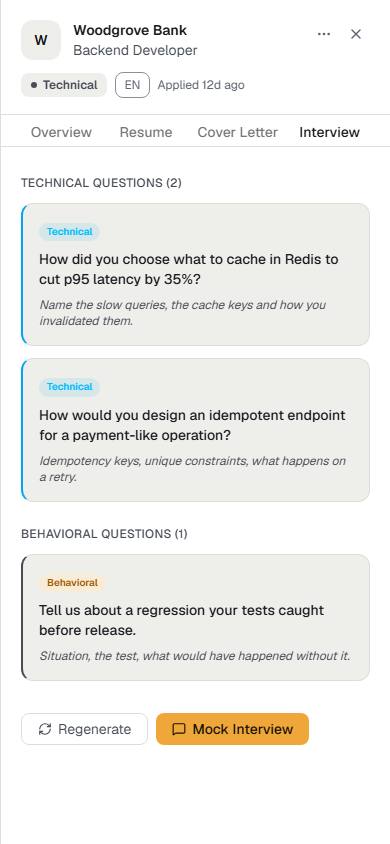 W
Woodgrove Bank
Backend Developer
Technical
EN
Applied 12d ago
Overview
Resume
Cover Letter
Interview
TECHNICAL QUESTIONS (2)
Technical
How did you choose what to cache in Redis to
cut p95 latency by 35%?
Name the slow queries, the cache keys and how you
invalidated them.
Technical
How would you design an idempotent endpoint
for a payment-like operation?
Idempotency keys, unique constraints, what happens on
a retry.
BEHAVIORAL QUESTIONS (1)
Behavioral
Tell us about a regression your tests caught
before release.
Situation, the test, what would have happened without it.
Regenerate
Mock Interview